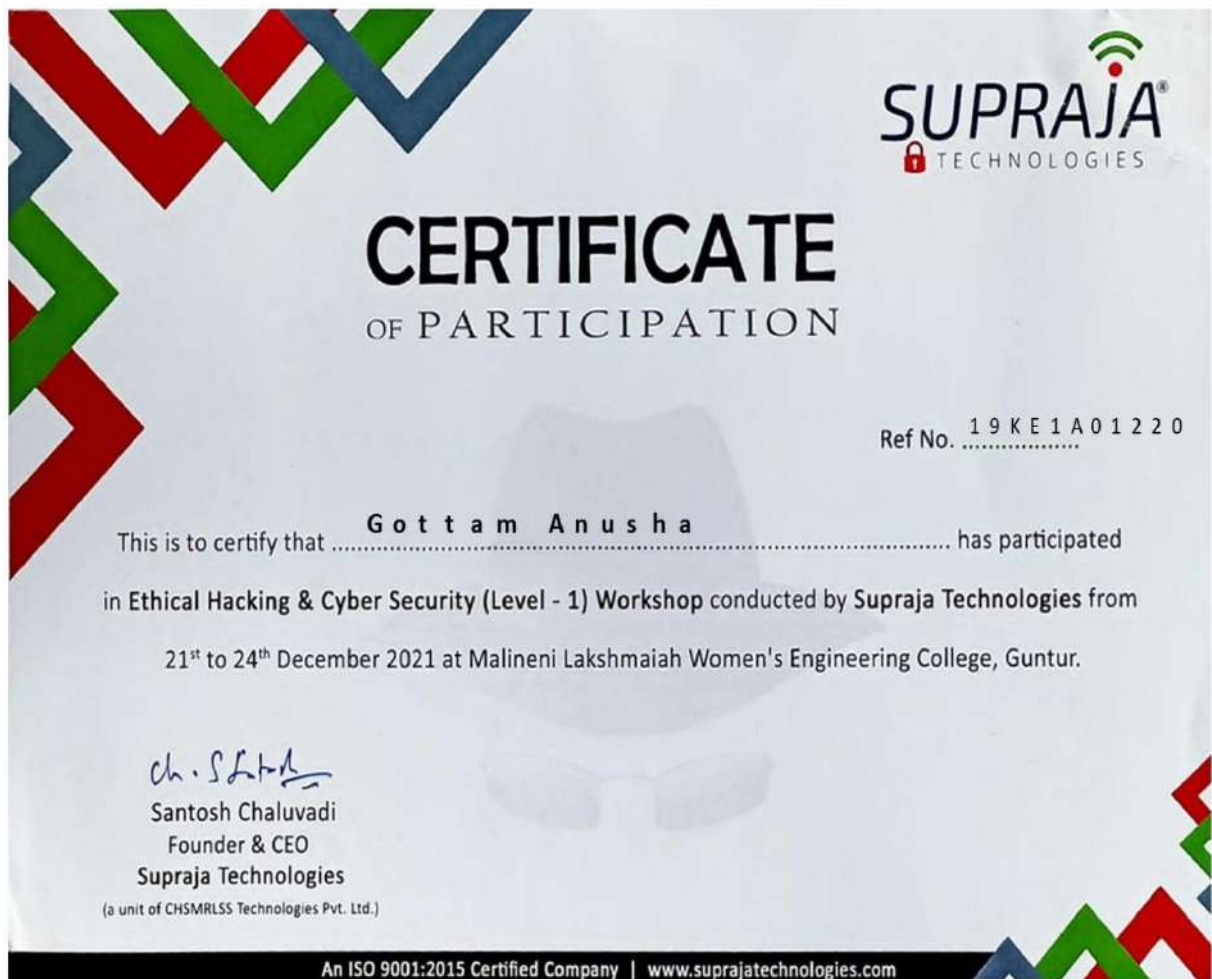 SUPRAJA®
TECHNOLOGIES
CERTIFICATE
OF PARTICIPATION
Ref No. 19KE1A01220
This is to certify that Gottam Anusha has participated
in Ethical Hacking & Cyber Security (Level - 1) Workshop conducted by Supraja Technologies from
21st to 24th December 2021 at Malineni Lakshmaiah Women's Engineering College, Guntur.
Santosh Chaluvadi
Founder & CEO
Supraja Technologies
(a unit of CHSMRLSS Technologies Pvt. Ltd.)
An ISO 9001:2015 Certified Company | www.suprajatechnologies.com